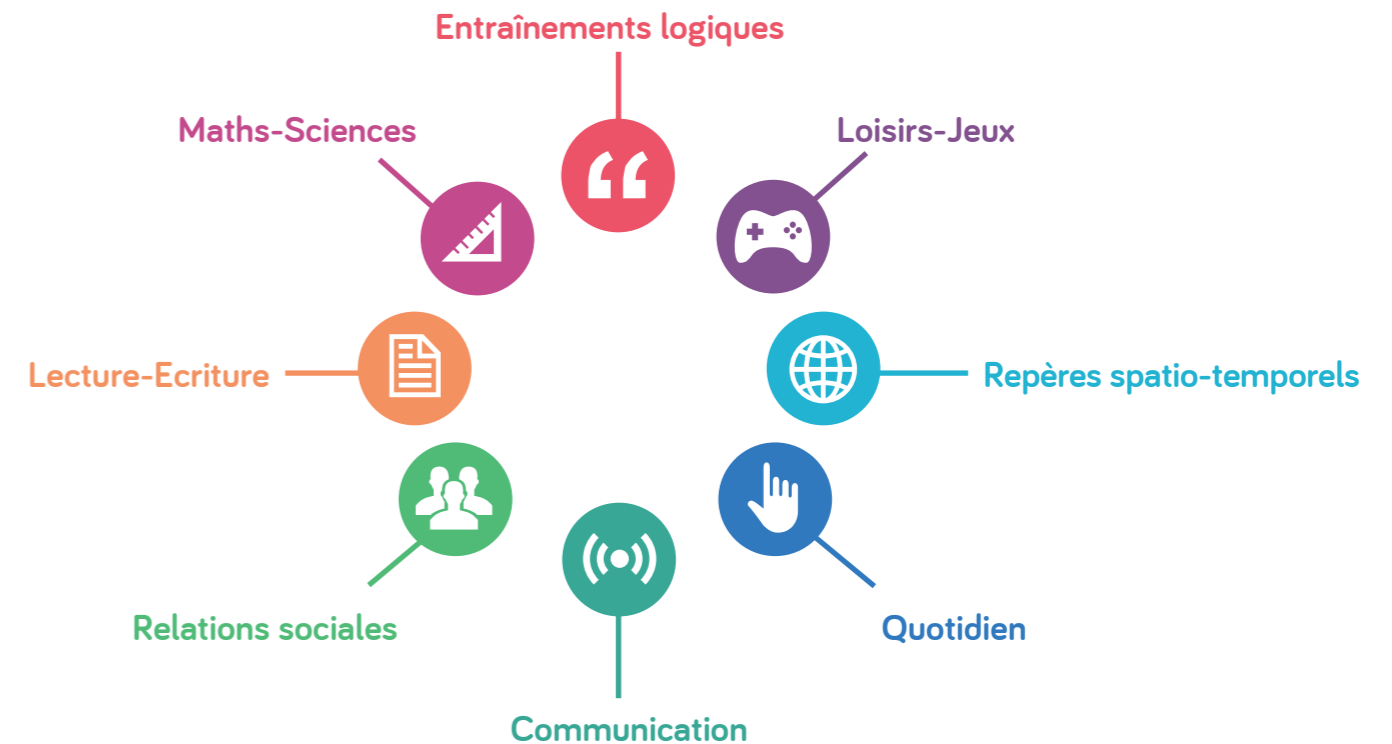 Entraînements logiques
Maths-Sciences
Loisirs-Jeux
Lecture-Ecriture
Repères spatio-temporels
Relations sociales
Quotidien
Communication